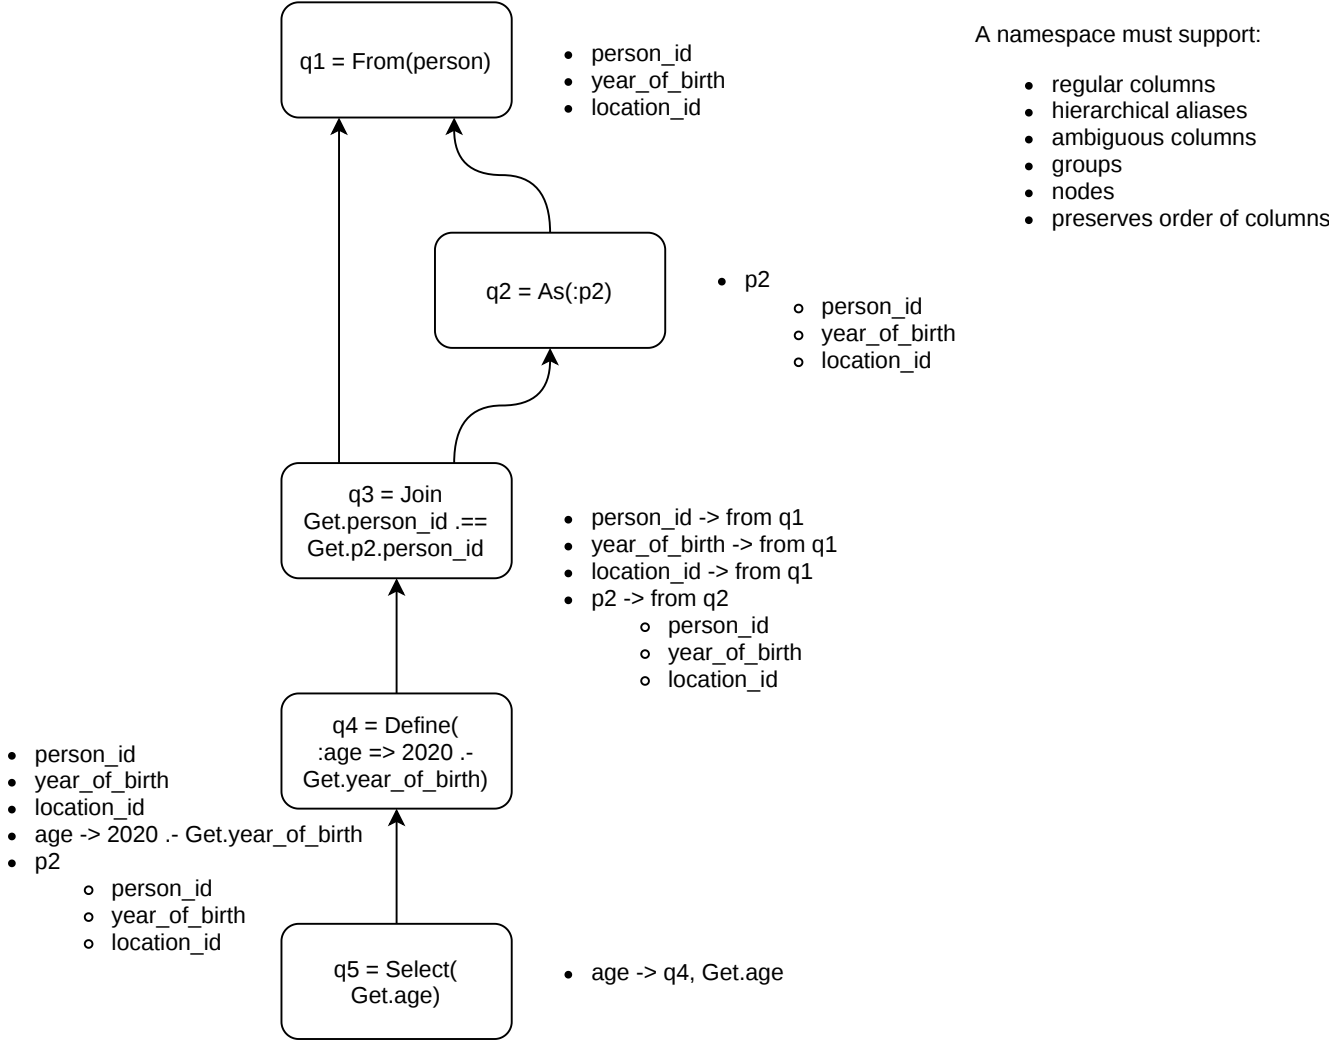 q1 = From(person)
• person_id
• year_of_birth
• location_id
A namespace must support:
• regular columns
• hierarchical aliases
• ambiguous columns
• groups
• nodes
• preserves order of columns
q2 = As(:p2)
• p2
○ person_id
○ year_of_birth
○ location_id
q3 = Join
Get.person_id .==
Get.p2.person_id
• person_id -> from q1
• year_of_birth -> from q1
• location_id -> from q1
• p2 -> from q2
○ person_id
○ year_of_birth
○ location_id
q4 = Define(
:age => 2020 .-
Get.year_of_birth)
• person_id
• year_of_birth
• location_id
• age -> 2020 .- Get.year_of_birth
• p2
○ person_id
○ year_of_birth
○ location_id
q5 = Select(
Get.age)
• age -> q4, Get.age